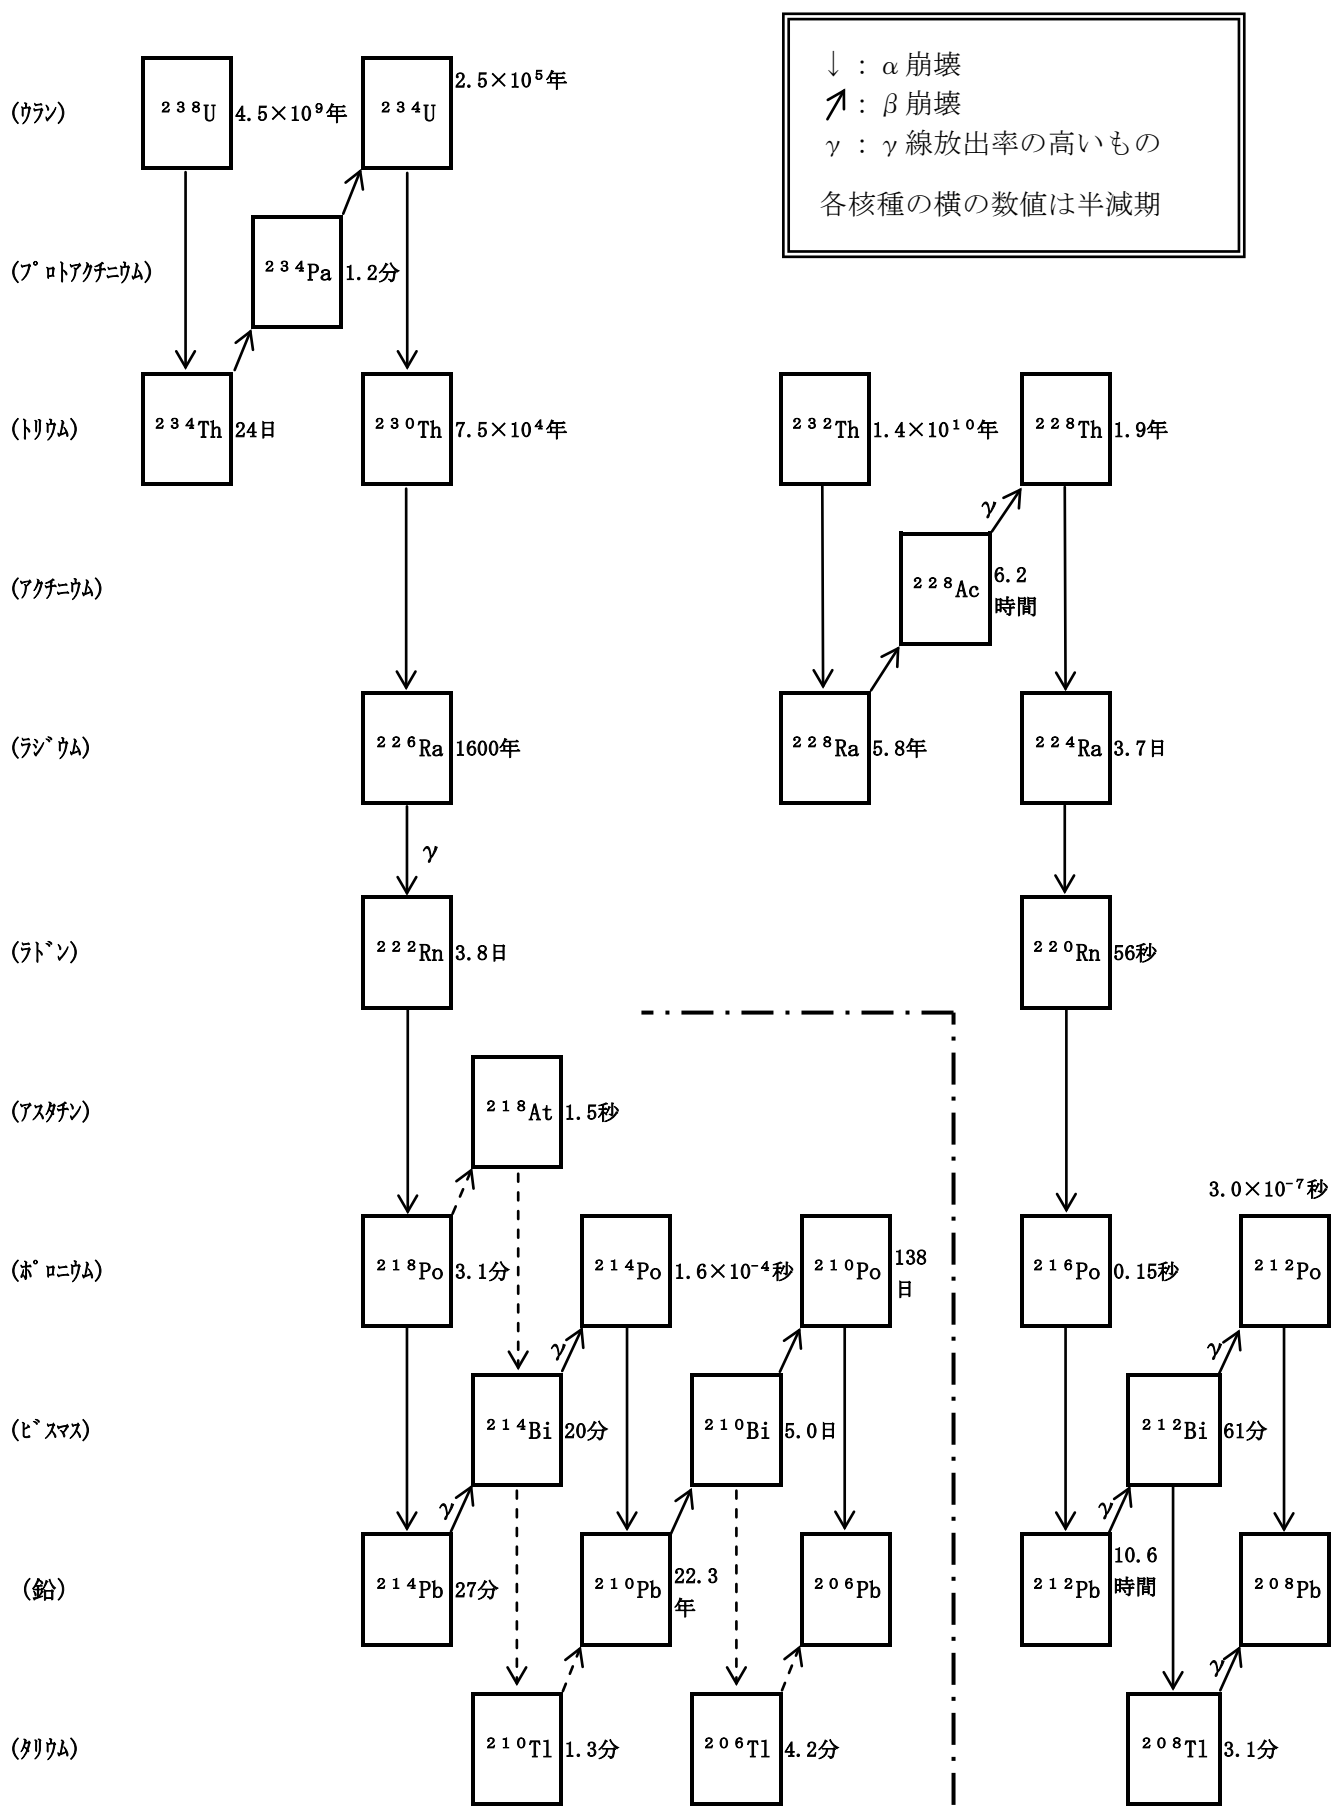 ↓ : α 崩壊
↗ : β 崩壊
γ : γ 線放出率の高いもの
各核種の横の数値は半減期
(ｳﾗﾝ)
²³⁸U
4.5×10⁹年
²³⁴U
2.5×10⁵年
(ﾌﾟﾛﾄｱｸﾁﾆｳﾑ)
²³⁴Pa
1.2分
(ﾄﾘｳﾑ)
²³⁴Th
24日
²³⁰Th
7.5×10⁴年
²³²Th
1.4×10¹⁰年
²²⁸Th
1.9年
γ
(ｱｸﾁﾆｳﾑ)
²²⁸Ac
6.2
時間
(ﾗｼﾞｳﾑ)
²²⁶Ra
1600年
²²⁸Ra
5.8年
²²⁴Ra
3.7日
γ
(ﾗﾄﾞﾝ)
²²²Rn
3.8日
²²⁰Rn
56秒
(ｱｽﾀﾁﾝ)
²¹⁸At
1.5秒
(ﾎﾟﾛﾆｳﾑ)
²¹⁸Po
3.1分
²¹⁴Po
1.6×10⁻⁴秒
²¹⁰Po
138
日
²¹⁶Po
0.15秒
3.0×10⁻⁷秒
²¹²Po
γ
γ
(ﾋﾞｽﾏｽ)
²¹⁴Bi
20分
²¹⁰Bi
5.0日
²¹²Bi
61分
γ
γ
(鉛)
²¹⁴Pb
27分
²¹⁰Pb
22.3
年
²⁰⁶Pb
²¹²Pb
10.6
時間
²⁰⁸Pb
γ
(ﾀﾘｳﾑ)
²¹⁰Tl
1.3分
²⁰⁶Tl
4.2分
²⁰⁸Tl
3.1分